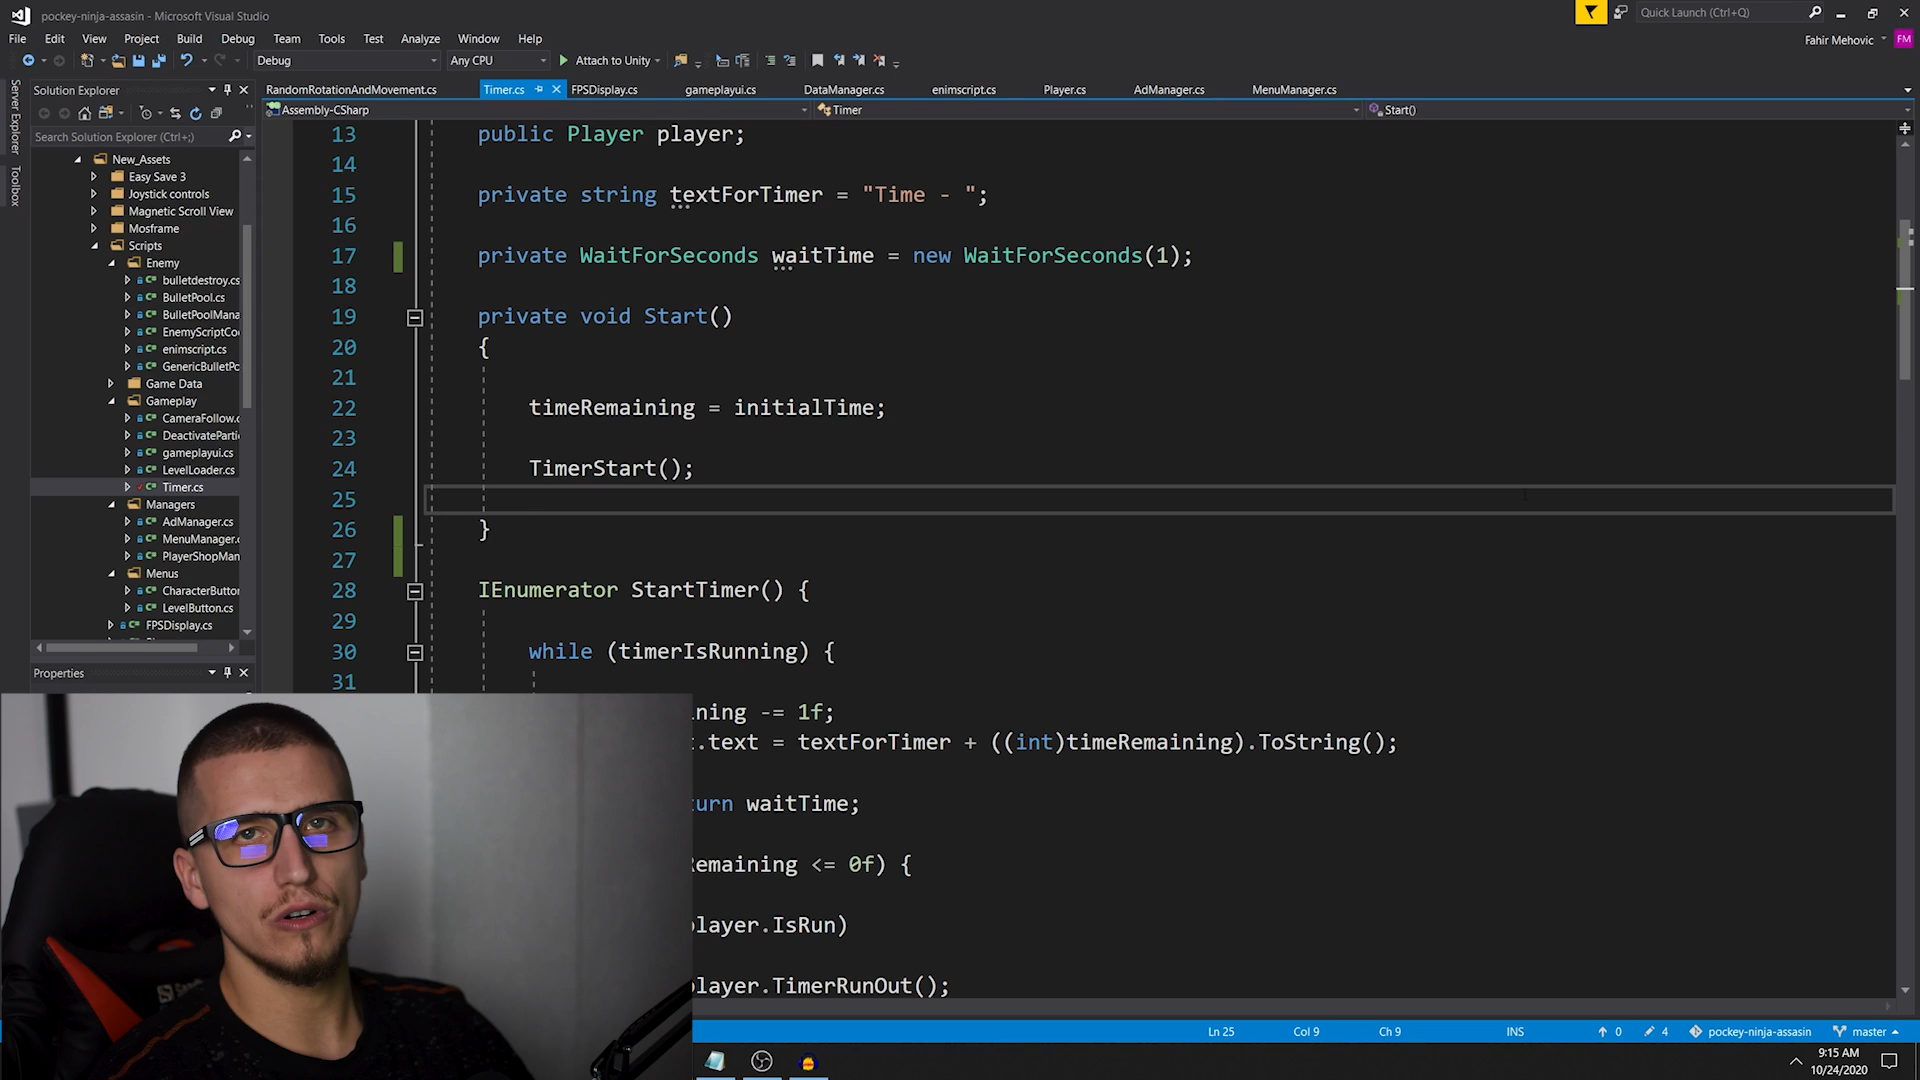 pockey-ninja-assasin - Microsoft Visual Studio
Quick Launch (Ctrl+Q)
File Edit View Project Build Debug Team Tools Test Analyze Window Help
Fahir Mehovic FM
Debug Any CPU Attach to Unity
Server Explorer
Toolbox
Solution Explorer
Search Solution Explorer (Ctrl+;)
New_Assets
Easy Save 3
Joystick controls
Magnetic Scroll View
Mosframe
Scripts
Enemy
bulletdestroy.cs
BulletPool.cs
BulletPoolMana
EnemyScriptCo
enimscript.cs
GenericBulletPo
Game Data
Gameplay
CameraFollow.c
DeactivateParti
gameplayui.cs
LevelLoader.cs
Timer.cs
Managers
AdManager.cs
MenuManager.c
PlayerShopMan
Menus
CharacterButton
LevelButton.cs
FPSDisplay.cs
Properties
RandomRotationAndMovement.cs Timer.cs FPSDisplay.cs gameplayui.cs DataManager.cs enimscript.cs Player.cs AdManager.cs MenuManager.cs
Assembly-CSharp Timer Start()
13 public Player player;
14
15 private string textForTimer = "Time - ";
16
17 private WaitForSeconds waitTime = new WaitForSeconds(1);
18
19 private void Start()
20 {
21
22 timeRemaining = initialTime;
23
24 TimerStart();
25
26 }
27
28 IEnumerator StartTimer() {
29
30 while (timerIsRunning) {
31
ning -= 1f;
t.text = textForTimer + ((int)timeRemaining).ToString();
urn waitTime;
Remaining <= 0f) {
player.IsRun)
player.TimerRunOut();
Ln 25 Col 9 Ch 9 INS 0 4 pockey-ninja-assasin master
9:15 AM
10/24/2020